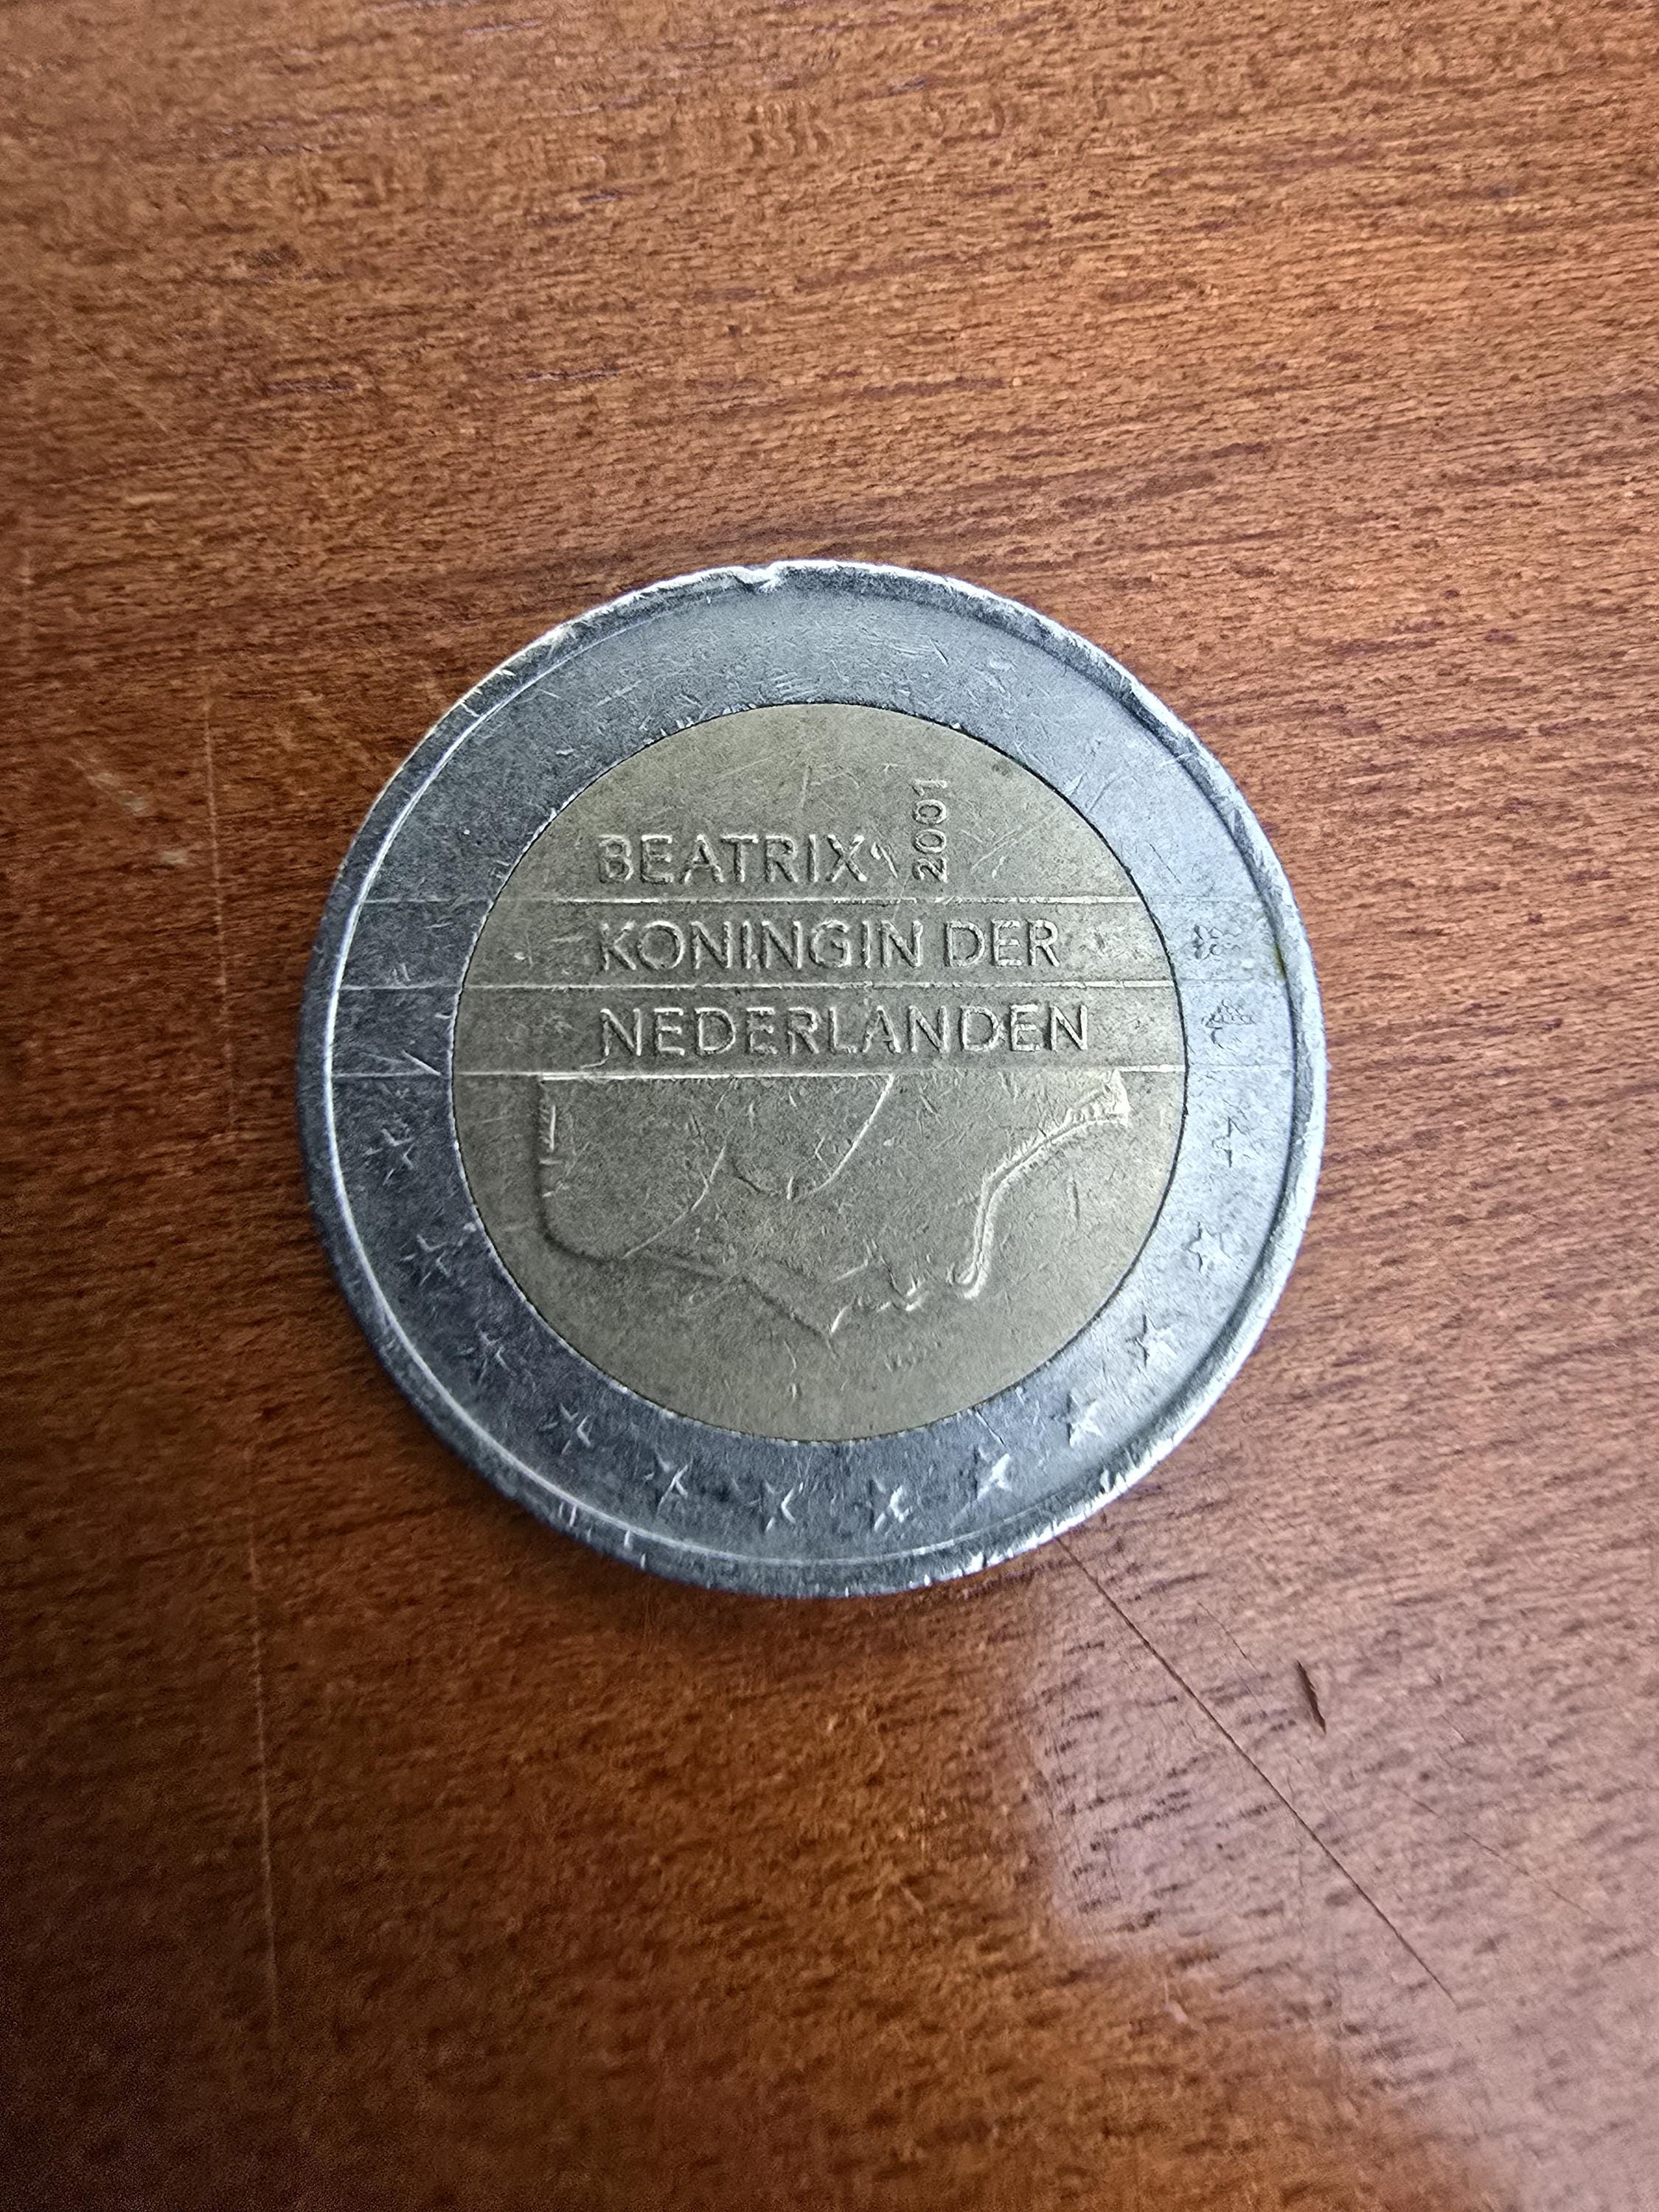 BEATRIX 2001
KONINGIN DER
NEDERLANDEN